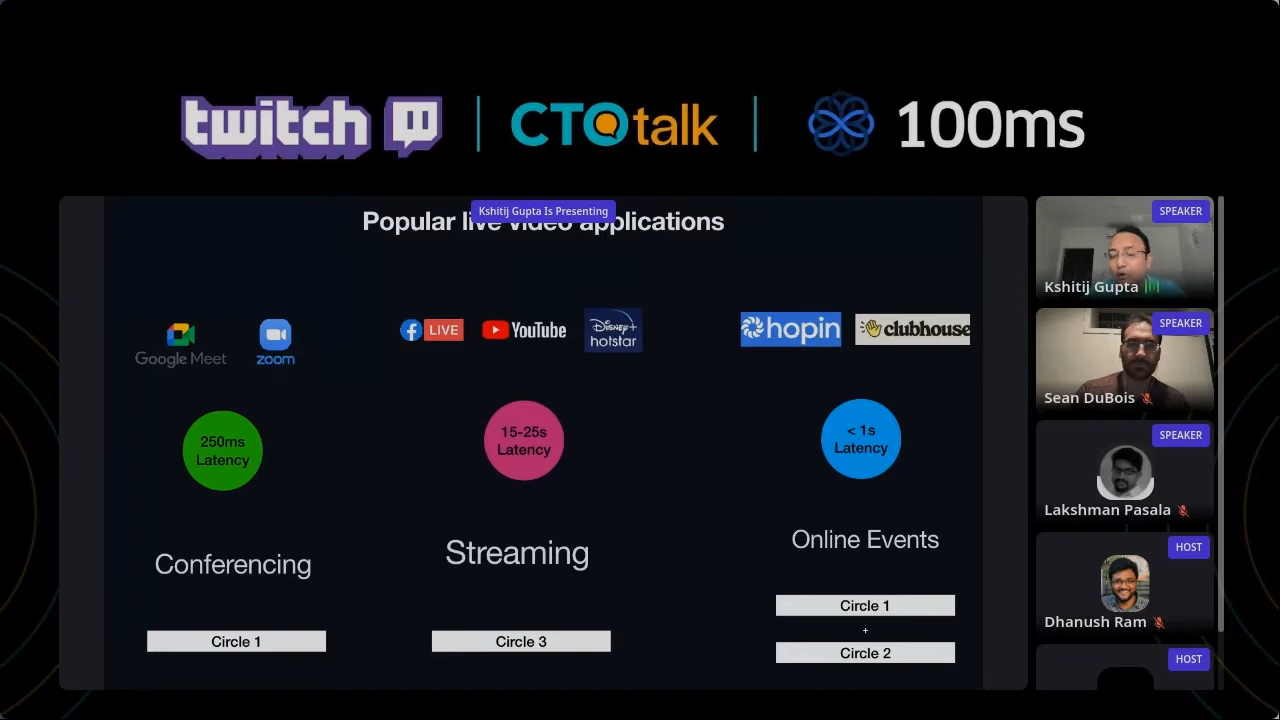 twitch
CTOtalk
100ms
Kshitij Gupta Is Presenting
Popular live video applications
Google Meet
zoom
LIVE
YouTube
Disney+
hotstar
hopin
clubhouse
250ms
Latency
15-25s
Latency
< 1s
Latency
Conferencing
Streaming
Online Events
Circle 1
Circle 3
Circle 1
+
Circle 2
SPEAKER
Kshitij Gupta
SPEAKER
Sean DuBois
SPEAKER
Lakshman Pasala
HOST
Dhanush Ram
HOST